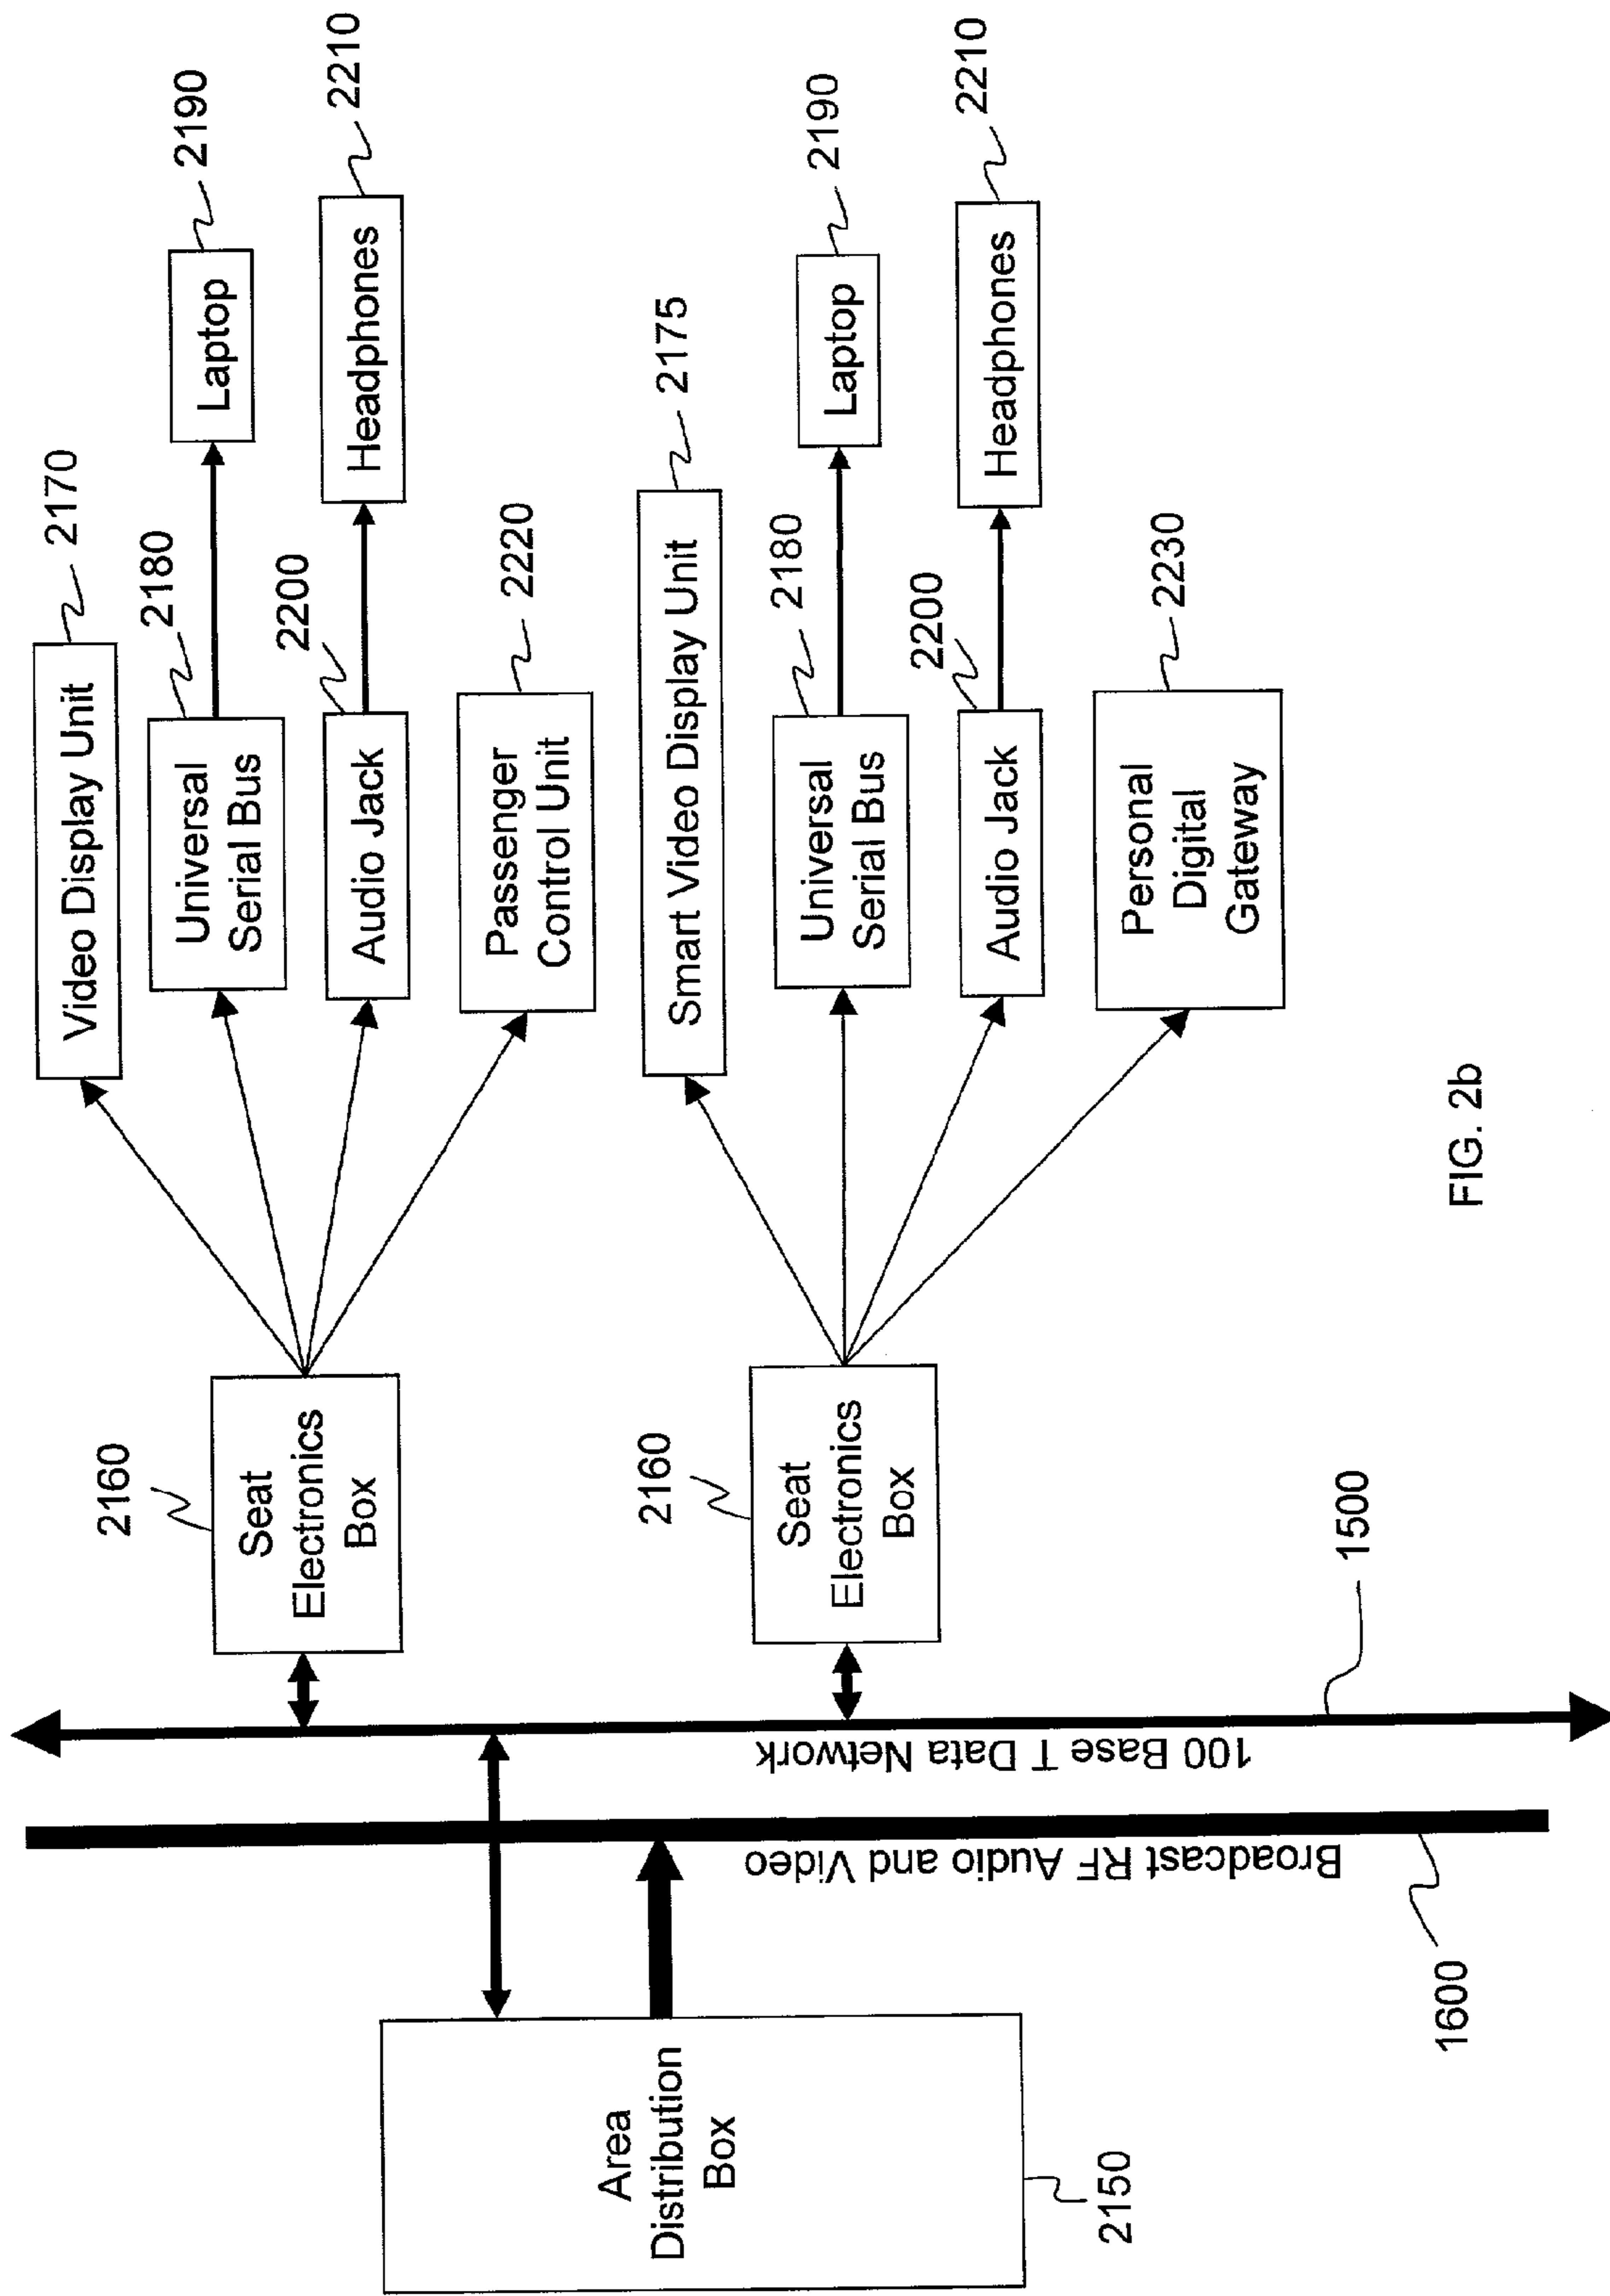 2170
Video Display Unit
2180
Universal
Serial Bus
2190
Laptop
2200
Audio Jack
2210
Headphones
2220
Passenger
Control Unit
2160
Seat
Electronics
Box
2175
Smart Video Display Unit
2180
Universal
Serial Bus
2190
Laptop
2200
Audio Jack
2210
Headphones
2230
Personal
Digital
Gateway
2160
Seat
Electronics
Box
100 Base T Data Network
1500
Broadcast RF Audio and Video
1600
Area
Distribution
Box
2150
FIG. 2b